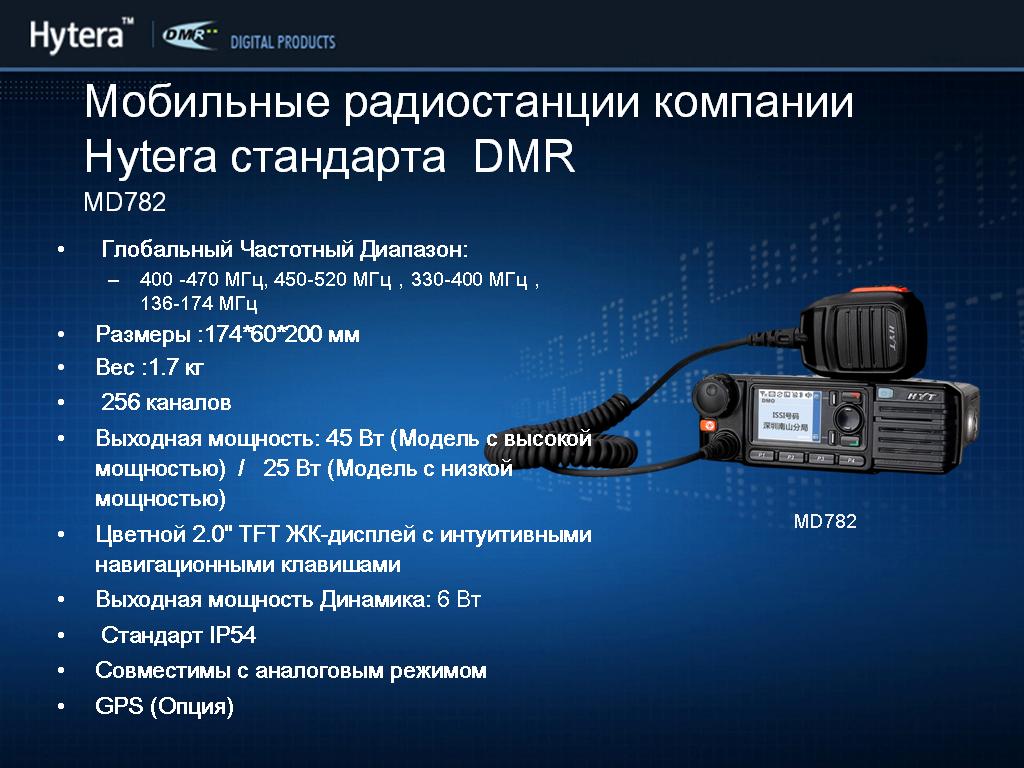 Hytera™ DMR DIGITAL PRODUCTS
Мобильные радиостанции компании
Hytera стандарта DMR
MD782
• Глобальный Частотный Диапазон:
– 400 -470 МГц, 450-520 МГц , 330-400 МГц ,
136-174 МГц
• Размеры :174*60*200 мм
• Вес :1.7 кг
• 256 каналов
• Выходная мощность: 45 Вт (Модель с высокой
мощностью) / 25 Вт (Модель с низкой
мощностью)
• Цветной 2.0" TFT ЖК-дисплей с интуитивными
навигационными клавишами
• Выходная мощность Динамика: 6 Вт
• Стандарт IP54
• Совместимы с аналоговым режимом
• GPS (Опция)
HYT
HYT
DMO
ISSI号码
深圳南山分局
P1 P2 P3 P4
MD782